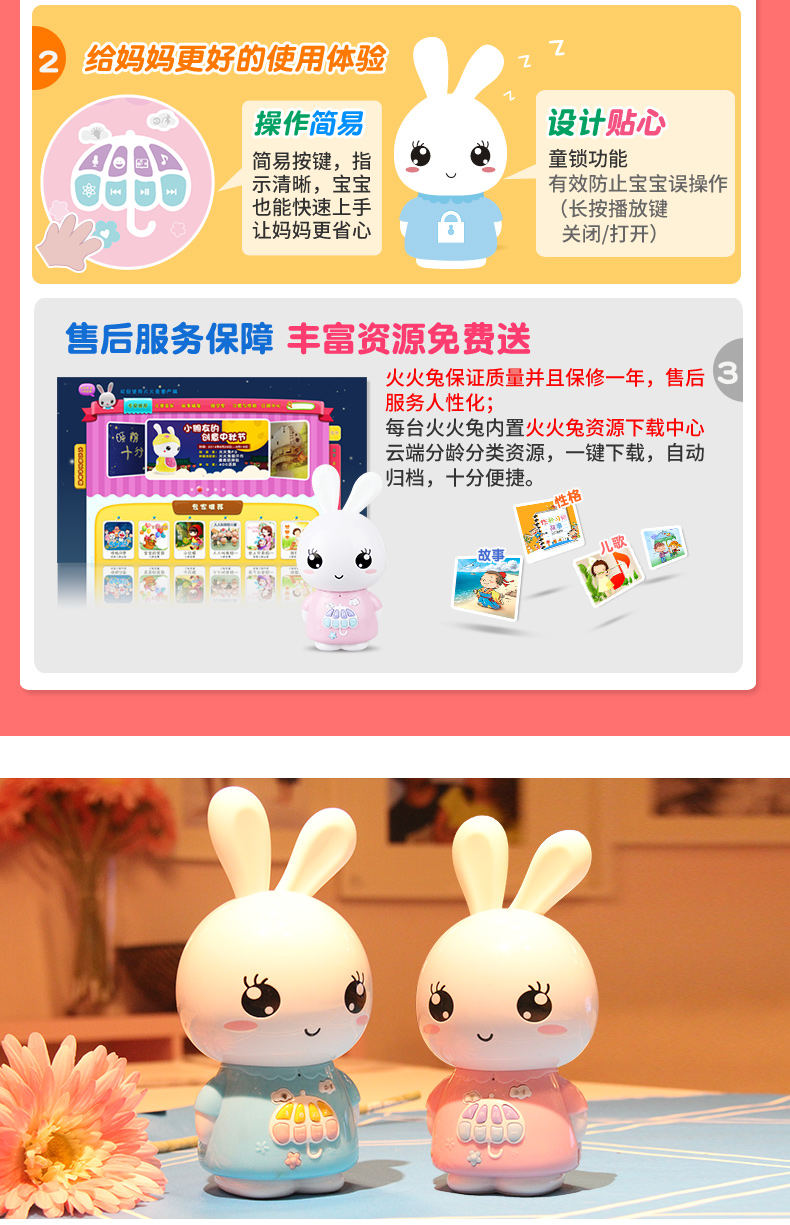 2
给妈妈更好的使用体验
z
z
z
操作简易
简易按键，指
示清晰，宝宝
也能快速上手
让妈妈更省心
设计贴心
童锁功能
有效防止宝宝误操作
（长按播放键
关闭/打开）
售后服务保障 丰富资源免费送
3
火火兔保证质量并且保修一年，售后
服务人性化；
每台火火兔内置火火兔资源下载中心
云端分龄分类资源，一键下载，自动
归档，十分便捷。
小朋友的
创意中秋节
专家推荐
性格
故事
儿歌